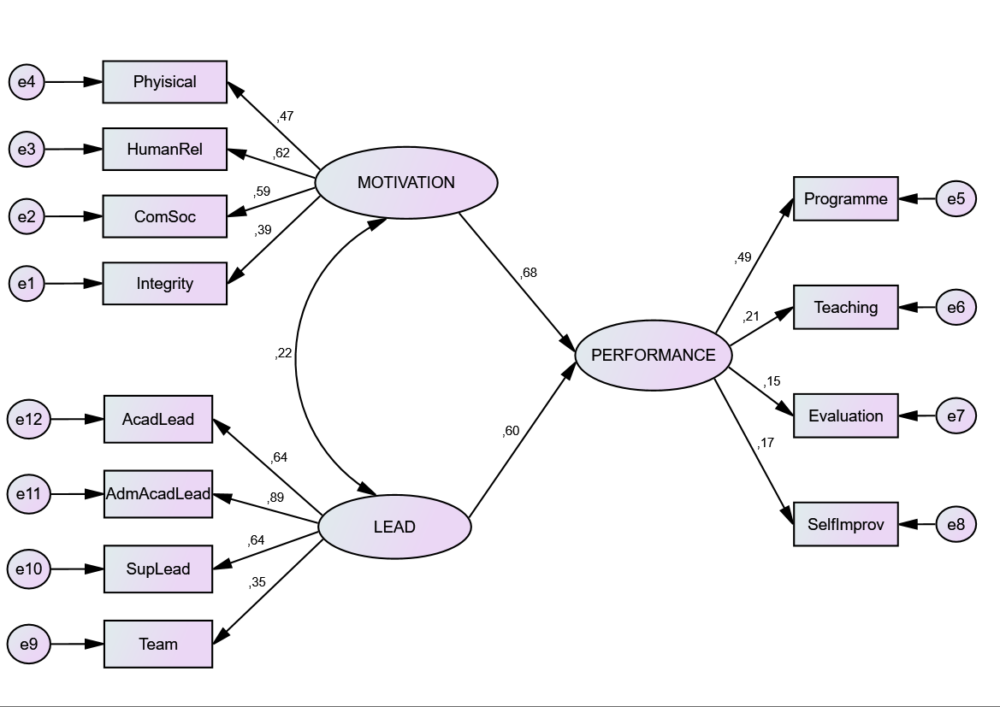 e4
Phyisical
,47
e3
HumanRel
,62
e2
ComSoc
,59
e1
Integrity
,39
MOTIVATION
,22
,68
e12
AcadLead
,64
e11
AdmAcadLead
,89
e10
SupLead
,64
e9
Team
,35
LEAD
,60
PERFORMANCE
,49
Programme
e5
,21
Teaching
e6
,15
Evaluation
e7
,17
SelfImprov
e8